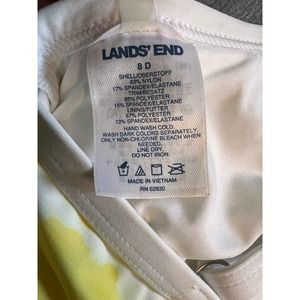 LANDS' END
8 D
SHELL/OBERSTOFF
83% NYLON
17% SPANDEX/ELASTANE
TRIM/BESATZ
85% POLYESTER
15% SPANDEX/ELASTANE
LINING/FUTTER
87% POLYESTER
13% SPANDEX/ELASTANE
HAND WASH COLD.
WASH DARK COLORS SEPARATELY.
ONLY NON-CHLORINE BLEACH WHEN
NEEDED.
LINE DRY.
DO NOT IRON.
MADE IN VIETNAM
RN 62830